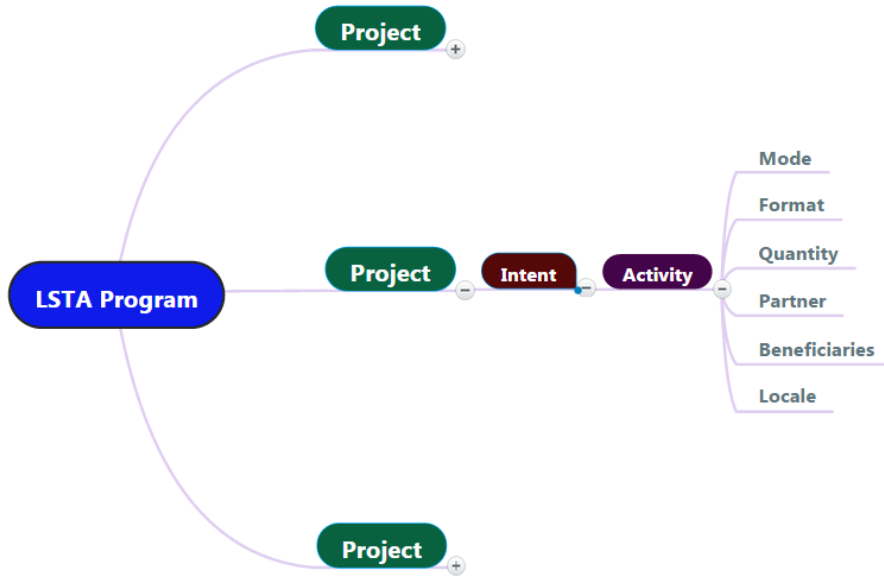 Project
LSTA Program
Project
Intent
Activity
Mode
Format
Quantity
Partner
Beneficiaries
Locale
Project